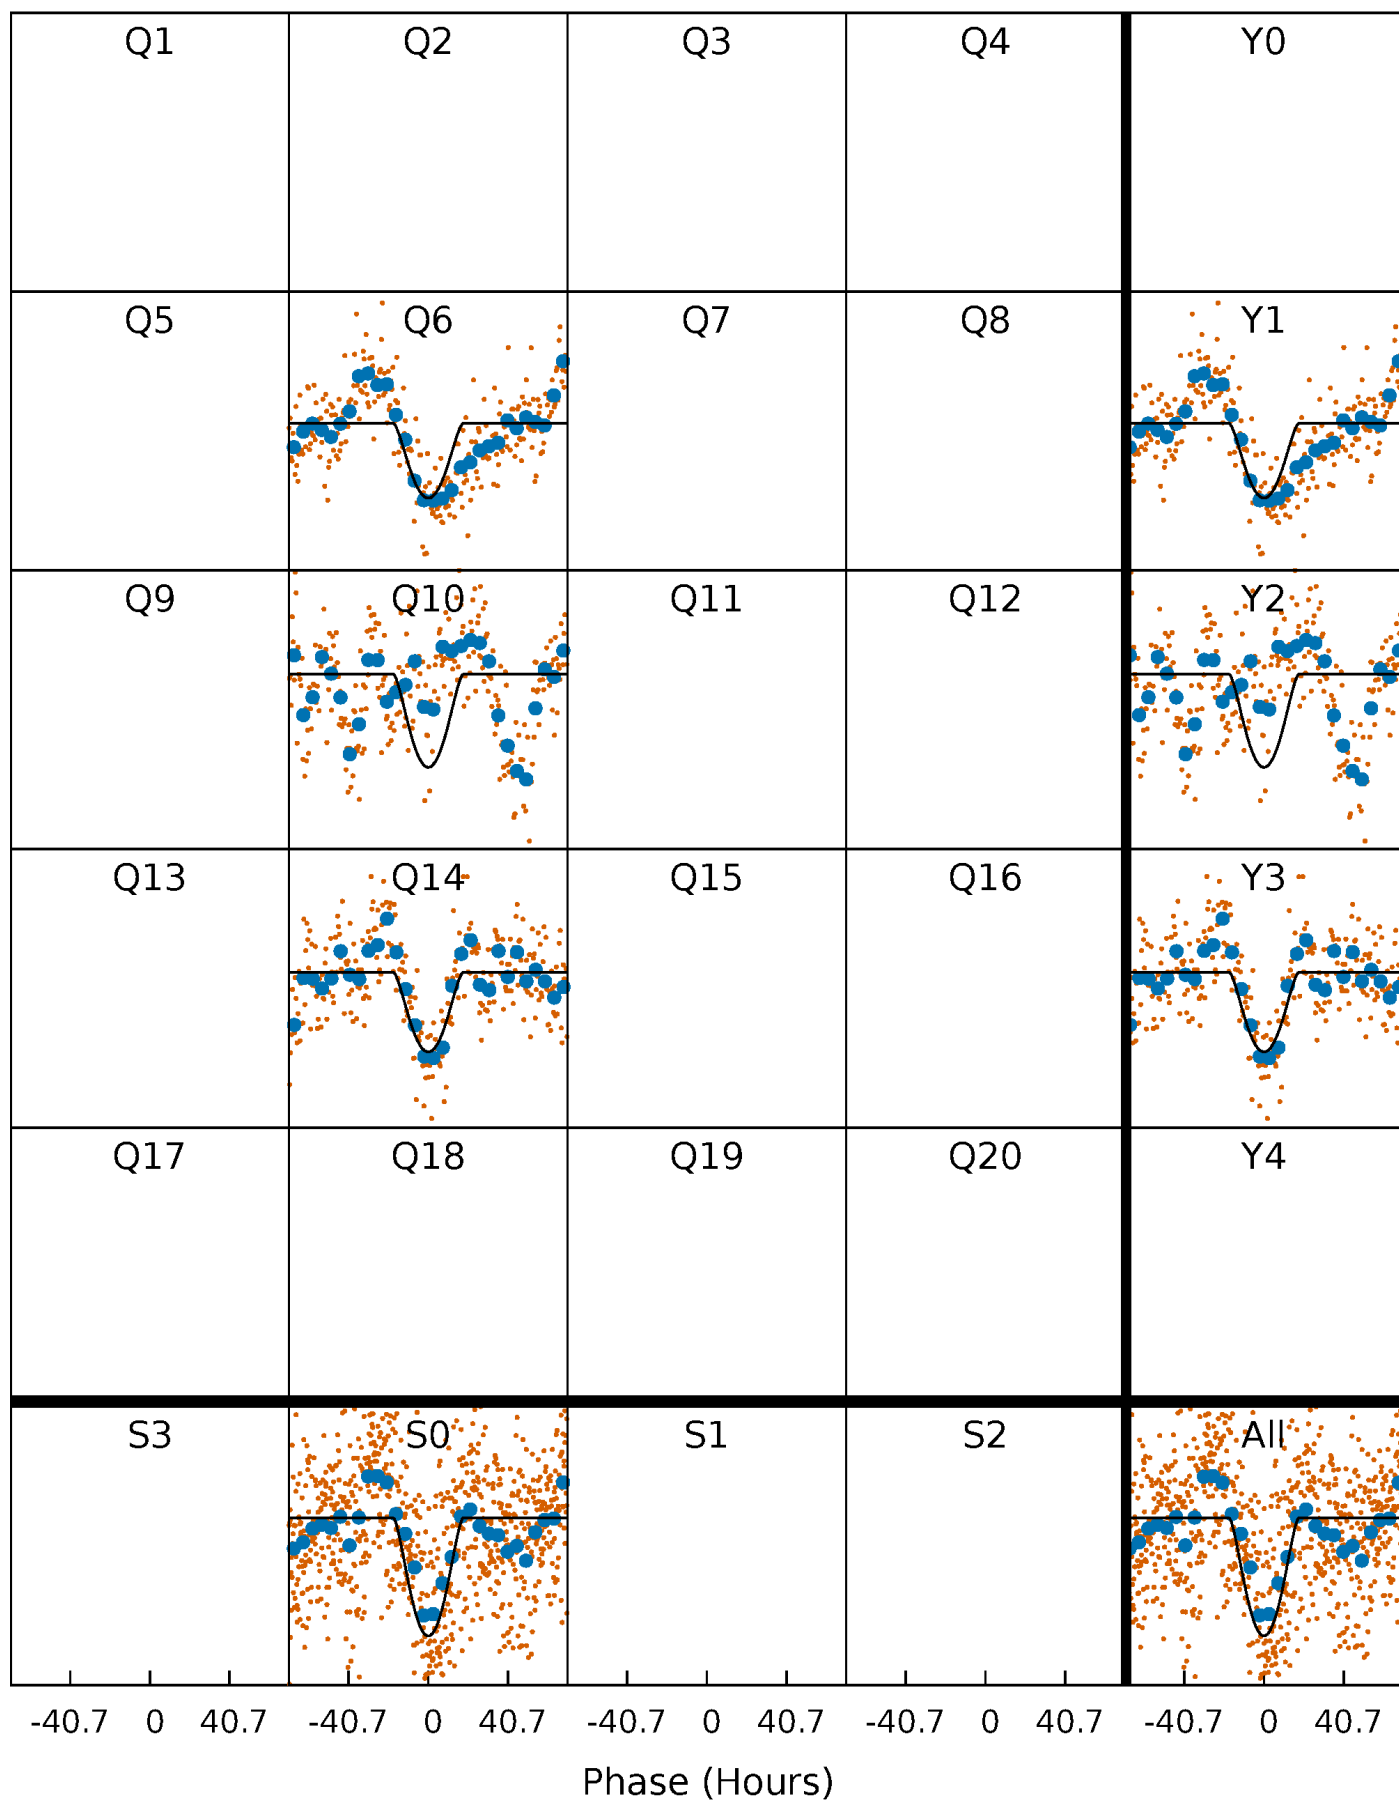 Q1 Q2 Q3 Q4 Y0
Q5 Q6 Q7 Q8 Y1
Q9 Q10 Q11 Q12 Y2
Q13 Q14 Q15 Q16 Y3
Q17 Q18 Q19 Q20 Y4
S3 S0 S1 S2 All
-40.7 0 40.7 -40.7 0 40.7 -40.7 0 40.7 -40.7 0 40.7 -40.7 0 40.7
Phase (Hours)